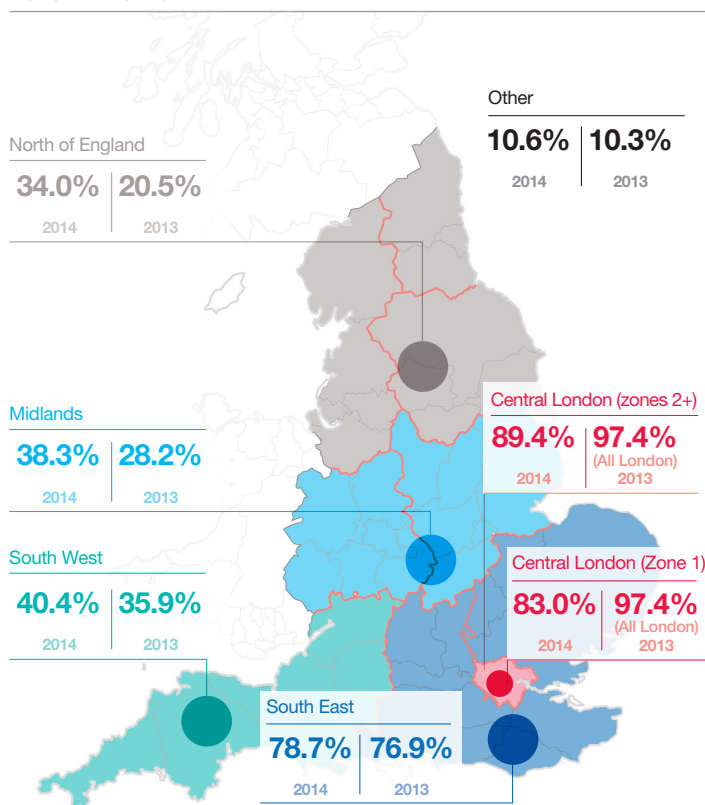 Other
10.6% 10.3%
2014 2013
North of England
34.0% 20.5%
2014 2013
Central London (zones 2+)
89.4% 97.4%
(All London)
2014 2013
Midlands
38.3% 28.2%
2014 2013
Central London (Zone 1)
83.0% 97.4%
(All London)
2014 2013
South West
40.4% 35.9%
2014 2013
South East
78.7% 76.9%
2014 2013